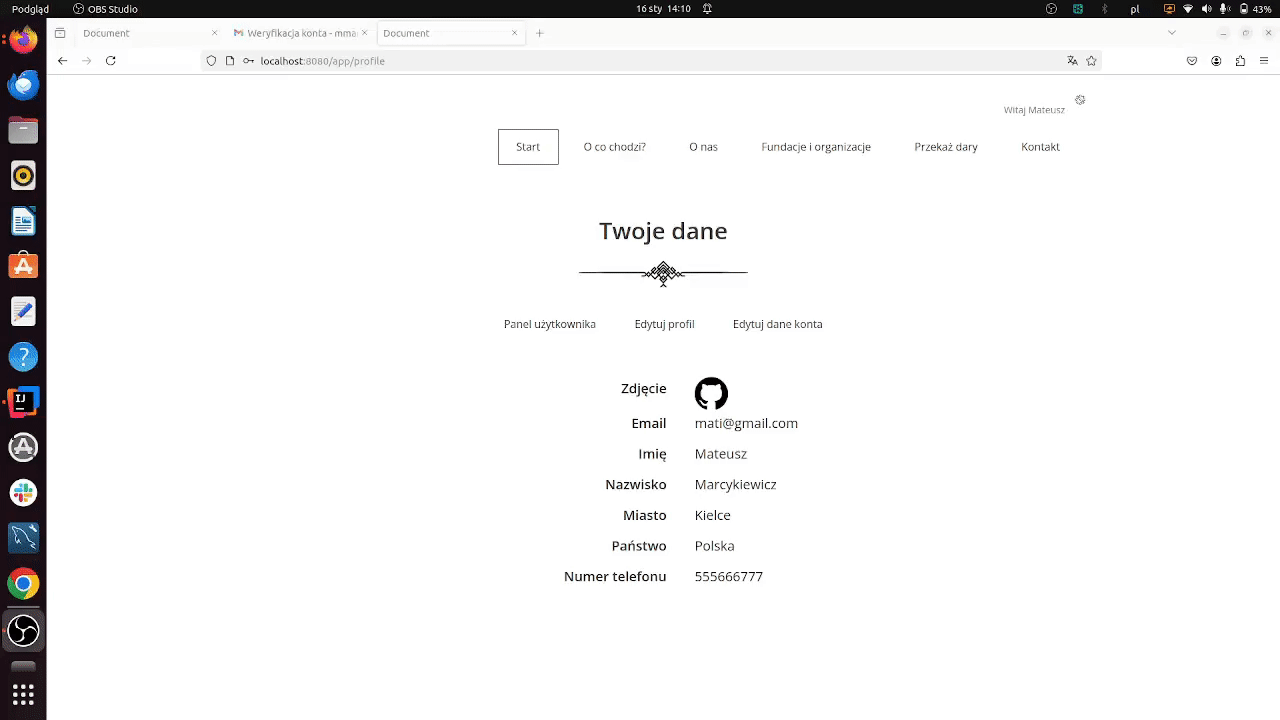 Podgląd OBS Studio 16 sty 14:10 pl 43%
Document Weryfikacja konta - mma Document
localhost:8080/app/profile
Witaj Mateusz
Start O co chodzi? O nas Fundacje i organizacje Przekaż dary Kontakt
Twoje dane
Panel użytkownika Edytuj profil Edytuj dane konta
Zdjęcie
Email mati@gmail.com
Imię Mateusz
Nazwisko Marcykiewicz
Miasto Kielce
Państwo Polska
Numer telefonu 555666777
IJ